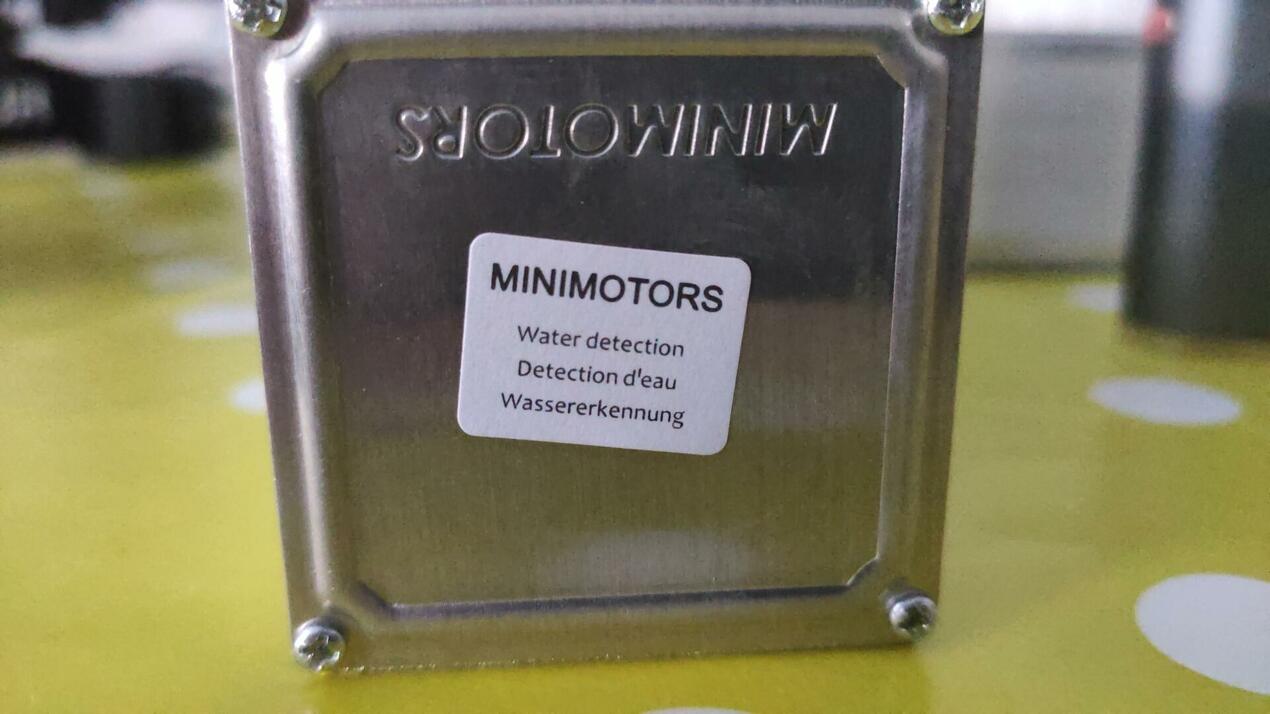 MINIMOTORS
MINIMOTORS
Water detection
Detection d'eau
Wassererkennung